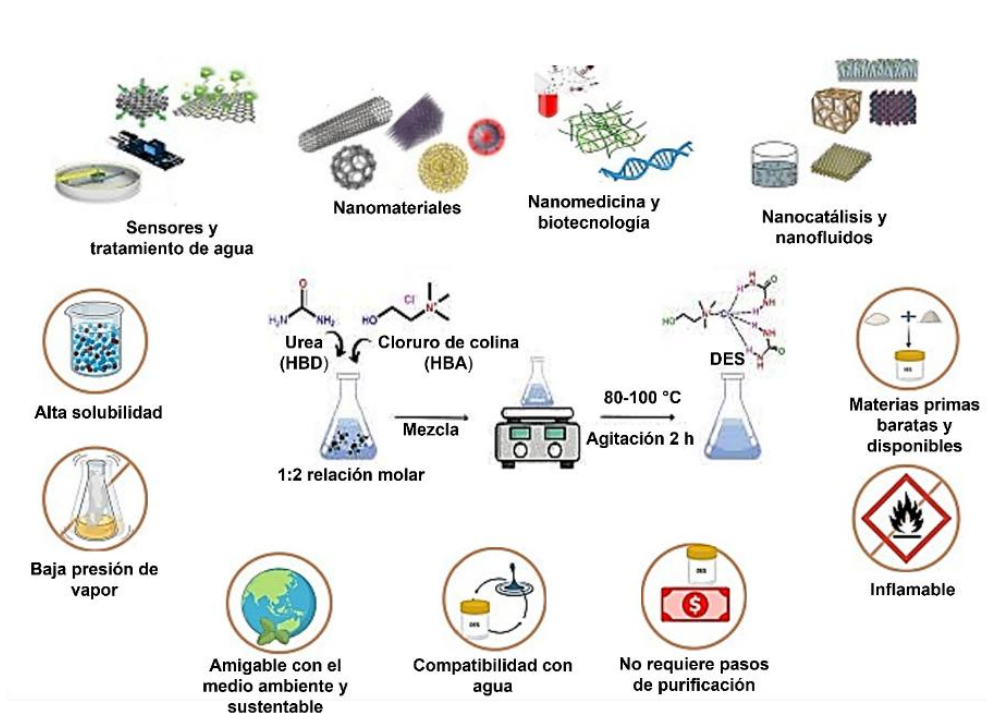 Sensores y
tratamiento de agua
Nanomateriales
Nanomedicina y
biotecnología
Nanocatálisis y
nanofluidos
O
H₂N
NH₂
Urea
(HBD)
Cl⁻
HO
N⁺
Cloruro de colina
(HBA)
1:2 relación molar
Mezcla
80-100 °C
Agitación 2 h
DES
Alta solubilidad
Baja presión de
vapor
Materias primas
baratas y
disponibles
Inflamable
Amigable con el
medio ambiente y
sustentable
DES
Compatibilidad con
agua
DES
$
No requiere pasos
de purificación